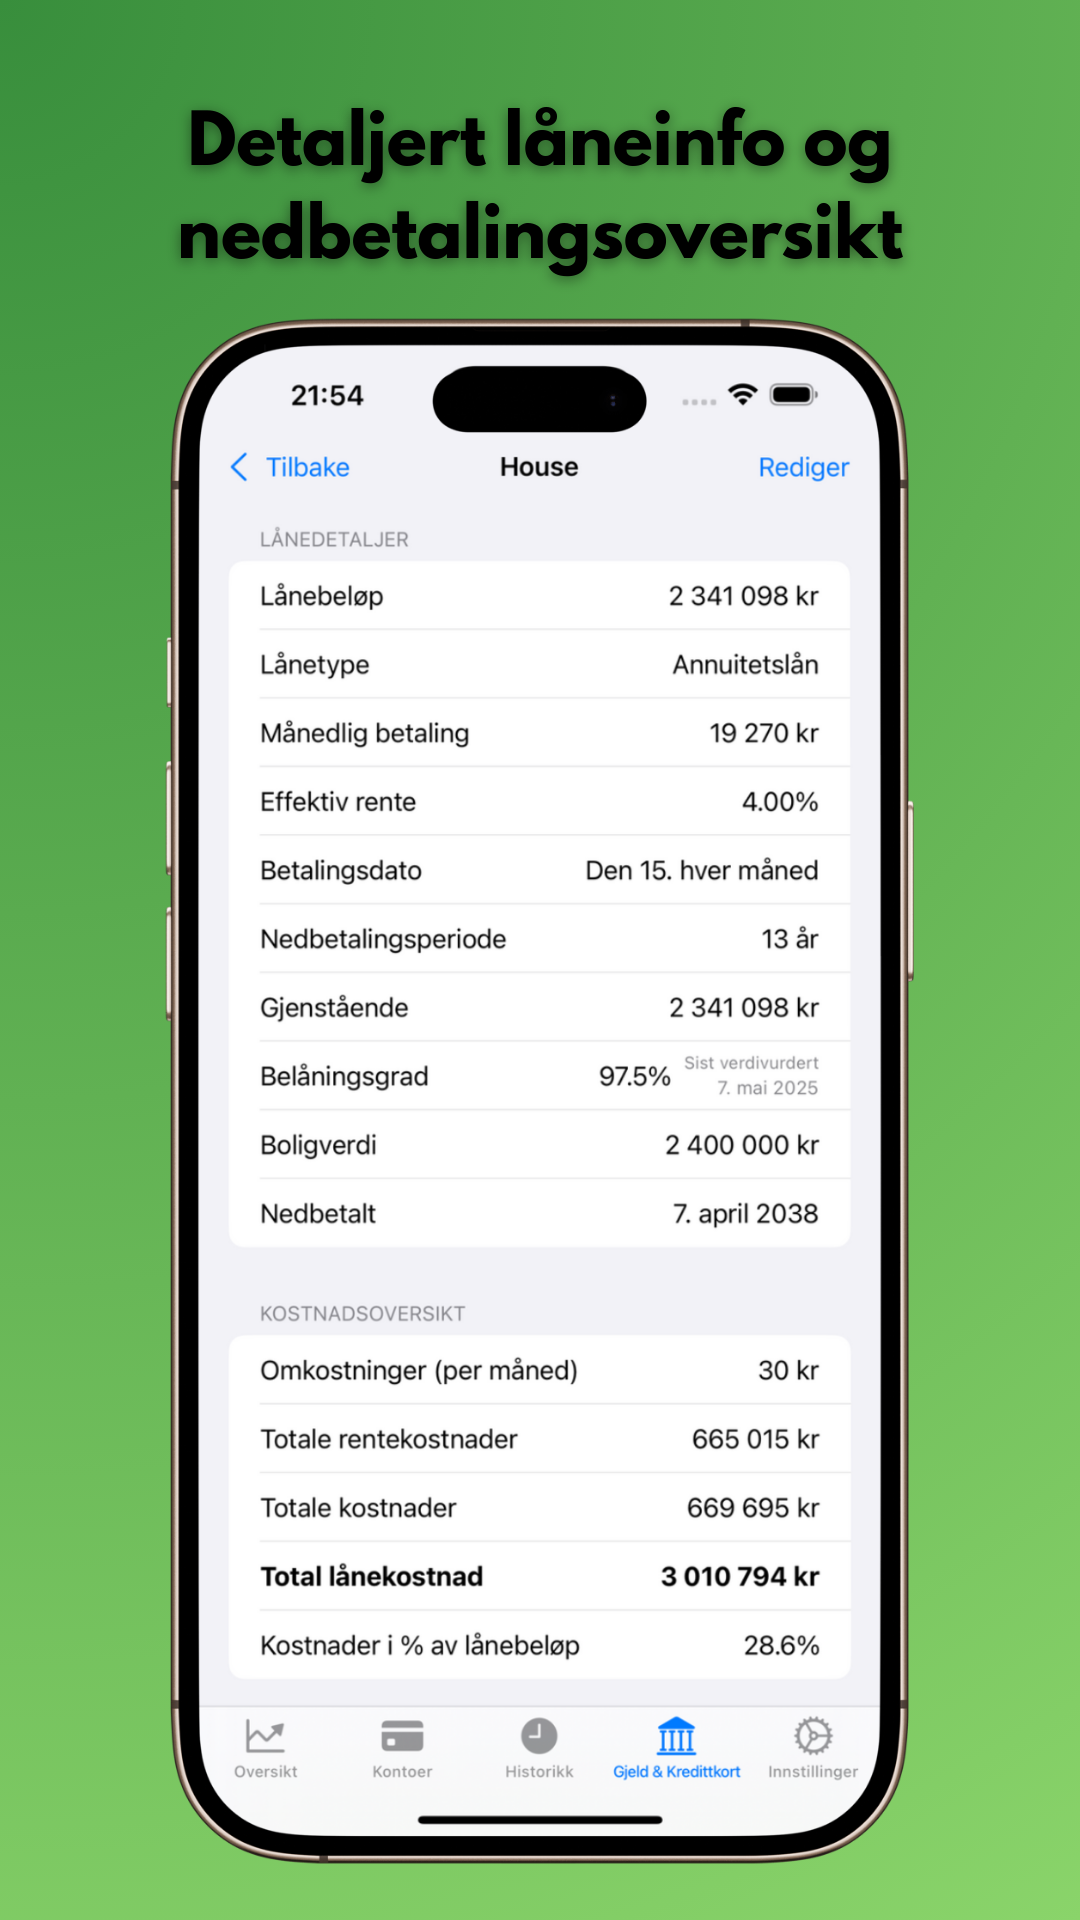 Detaljert låneinfo og
nedbetalingsoversikt
21:54
Tilbake House Rediger
LÅNEDETALJER
Lånebeløp 2 341 098 kr
Lånetype Annuitetslån
Månedlig betaling 19 270 kr
Effektiv rente 4.00%
Betalingsdato Den 15. hver måned
Nedbetalingsperiode 13 år
Gjenstående 2 341 098 kr
Belåningsgrad 97.5% Sist verdivurdert
7. mai 2025
Boligverdi 2 400 000 kr
Nedbetalt 7. april 2038
KOSTNADSOVERSIKT
Omkostninger (per måned) 30 kr
Totale rentekostnader 665 015 kr
Totale kostnader 669 695 kr
Total lånekostnad 3 010 794 kr
Kostnader i % av lånebeløp 28.6%
Oversikt Kontoer Historikk Gjeld & Kredittkort Innstillinger